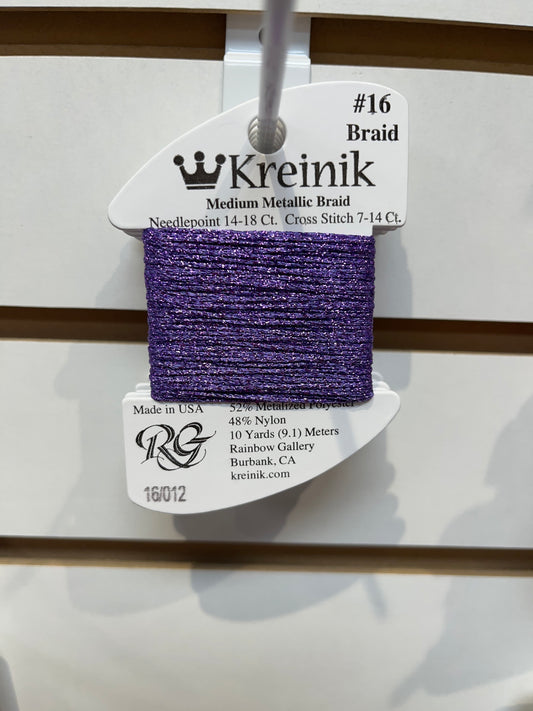 #16
Braid
Kreinik
Medium Metallic Braid
Needlepoint 14-18 Ct. Cross Stitch 7-14 Ct.
Made in USA
52% Metalized Polyester
48% Nylon
10 Yards (9.1) Meters
Rainbow Gallery
Burbank, CA
kreinik.com
RG
16/012